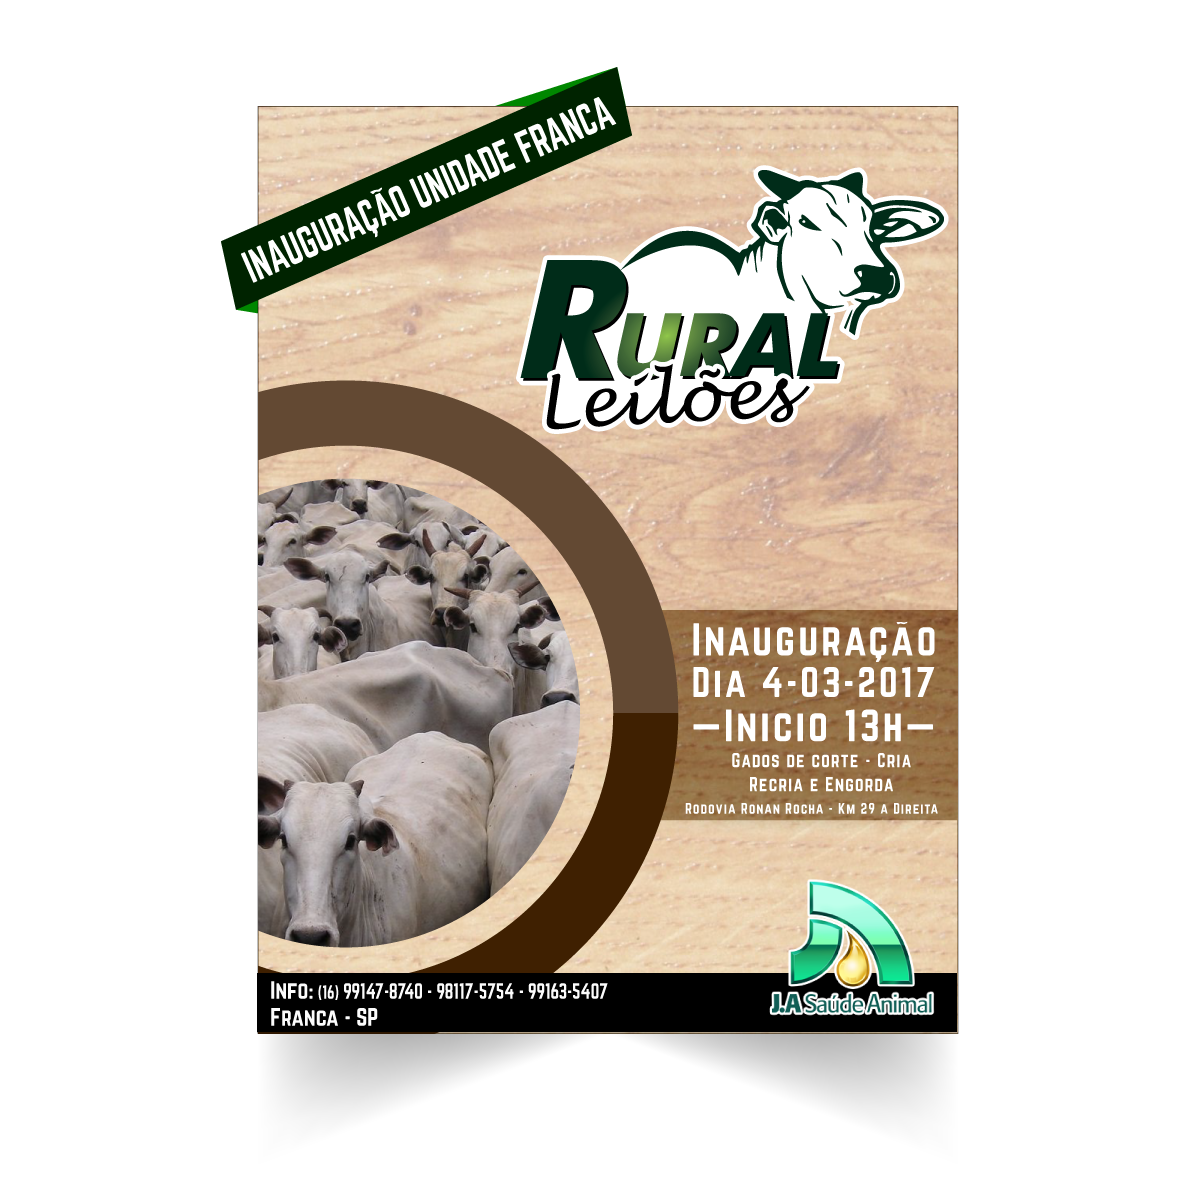 INAUGURAÇÃO UNIDADE FRANCA
RURAL
Leilões
INAUGURAÇÃO
DIA 4-03-2017
—INICIO 13H—
GADOS DE CORTE - CRIA
RECRIA E ENGORDA
RODOVIA RONAN ROCHA - KM 29 A DIREITA
J.A Saúde Animal
INFO: (16) 99147-8740 - 98117-5754 - 99163-5407
FRANCA - SP